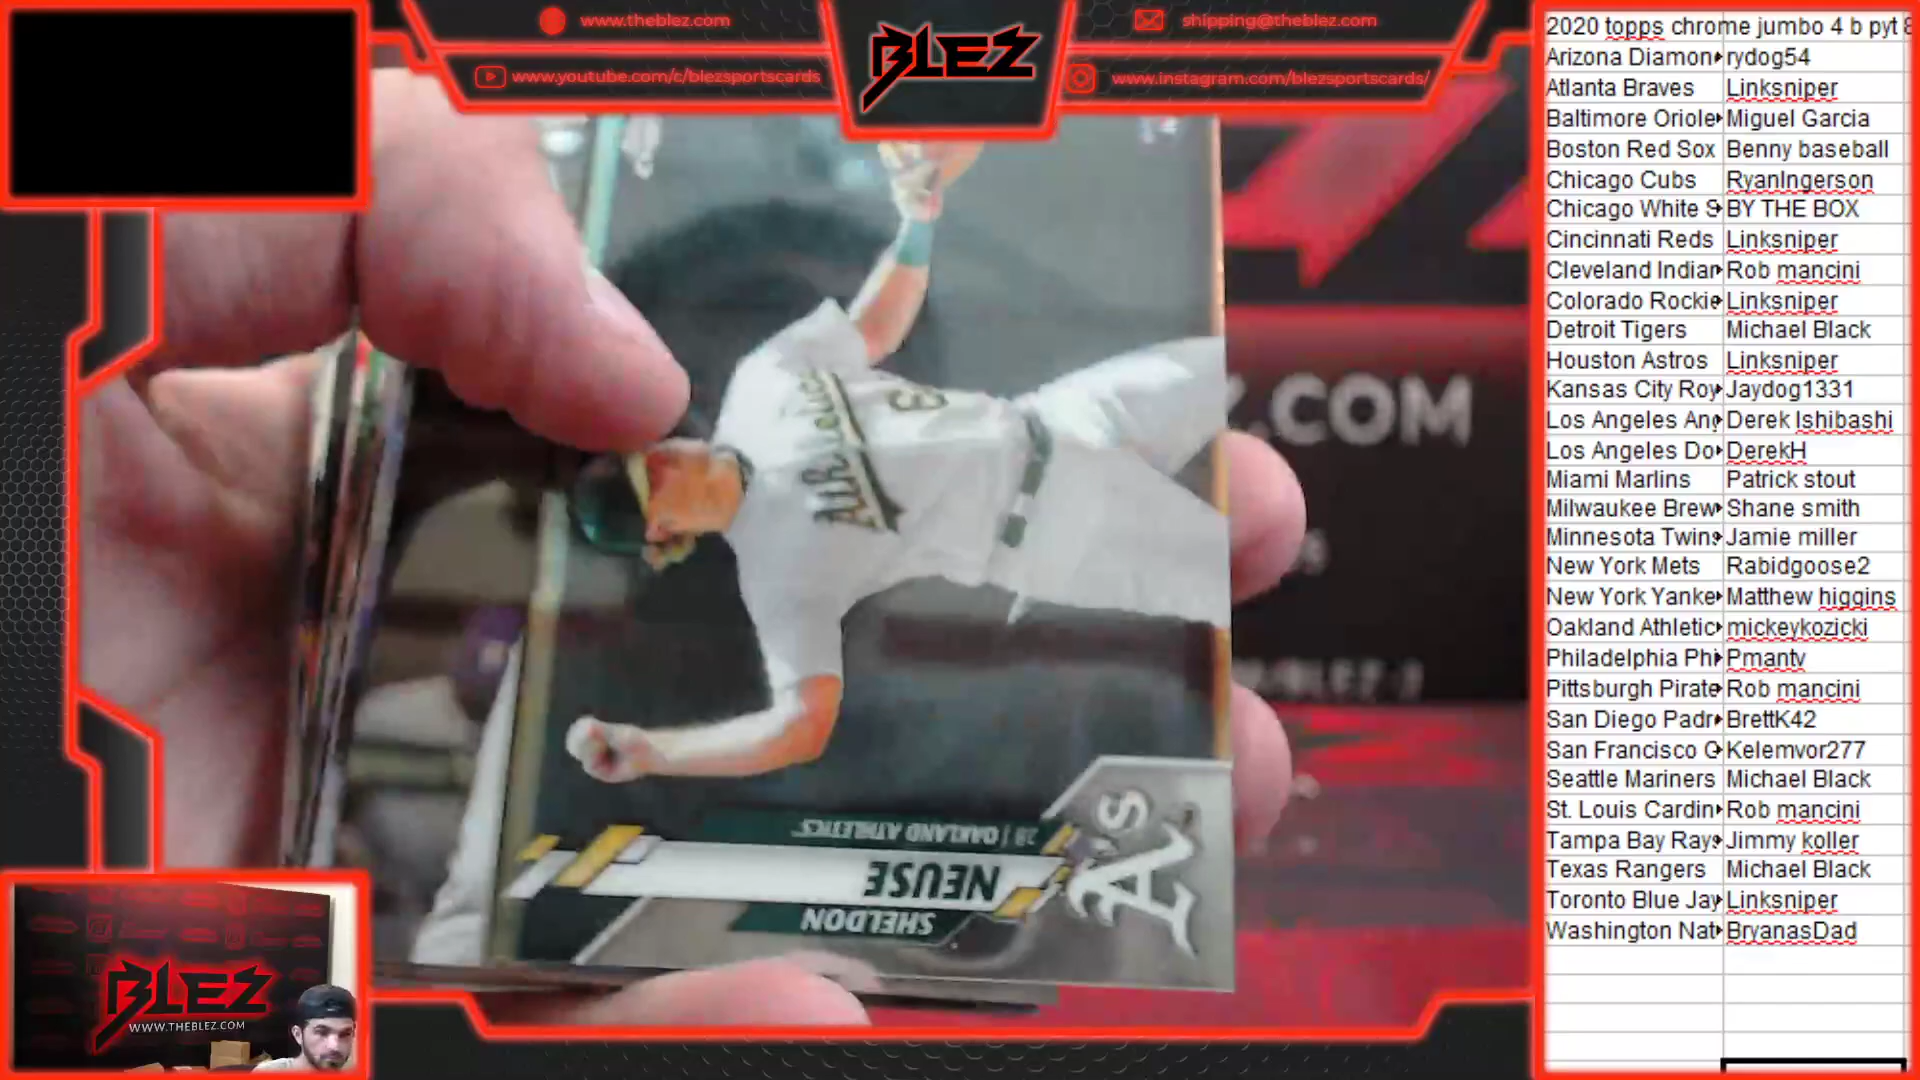 www.theblez.com
www.youtube.com/c/blezsportscards
BLEZ
shipping@theblez.com
www.instagram.com/blezsportscards/
2020 topps chrome jumbo 4 b pyt
Arizona Diamon rydog54
Atlanta Braves Linksniper
Baltimore Oriole Miguel Garcia
Boston Red Sox Benny baseball
Chicago Cubs RyanIngerson
Chicago White S BY THE BOX
Cincinnati Reds Linksniper
Cleveland Indian Rob mancini
Colorado Rockie Linksniper
Detroit Tigers Michael Black
Houston Astros Linksniper
Kansas City Roy Jaydog1331
Los Angeles Ang Derek Ishibashi
Los Angeles Do DerekH
Miami Marlins Patrick stout
Milwaukee Brew Shane smith
Minnesota Twins Jamie miller
New York Mets Rabidgoose2
New York Yanke Matthew higgins
Oakland Athletic mickeykozicki
Philadelphia Phi Pmantv
Pittsburgh Pirate Rob mancini
San Diego Padr BrettK42
San Francisco G Kelemvor277
Seattle Mariners Michael Black
St. Louis Cardin Rob mancini
Tampa Bay Rays Jimmy koller
Texas Rangers Michael Black
Toronto Blue Jay Linksniper
Washington Nat BryanasDad
Z.COM
Athletics
SHELDON
NEUSE
28 | OAKLAND ATHLETICS
A's
BLEZ
WWW.THEBLEZ.COM